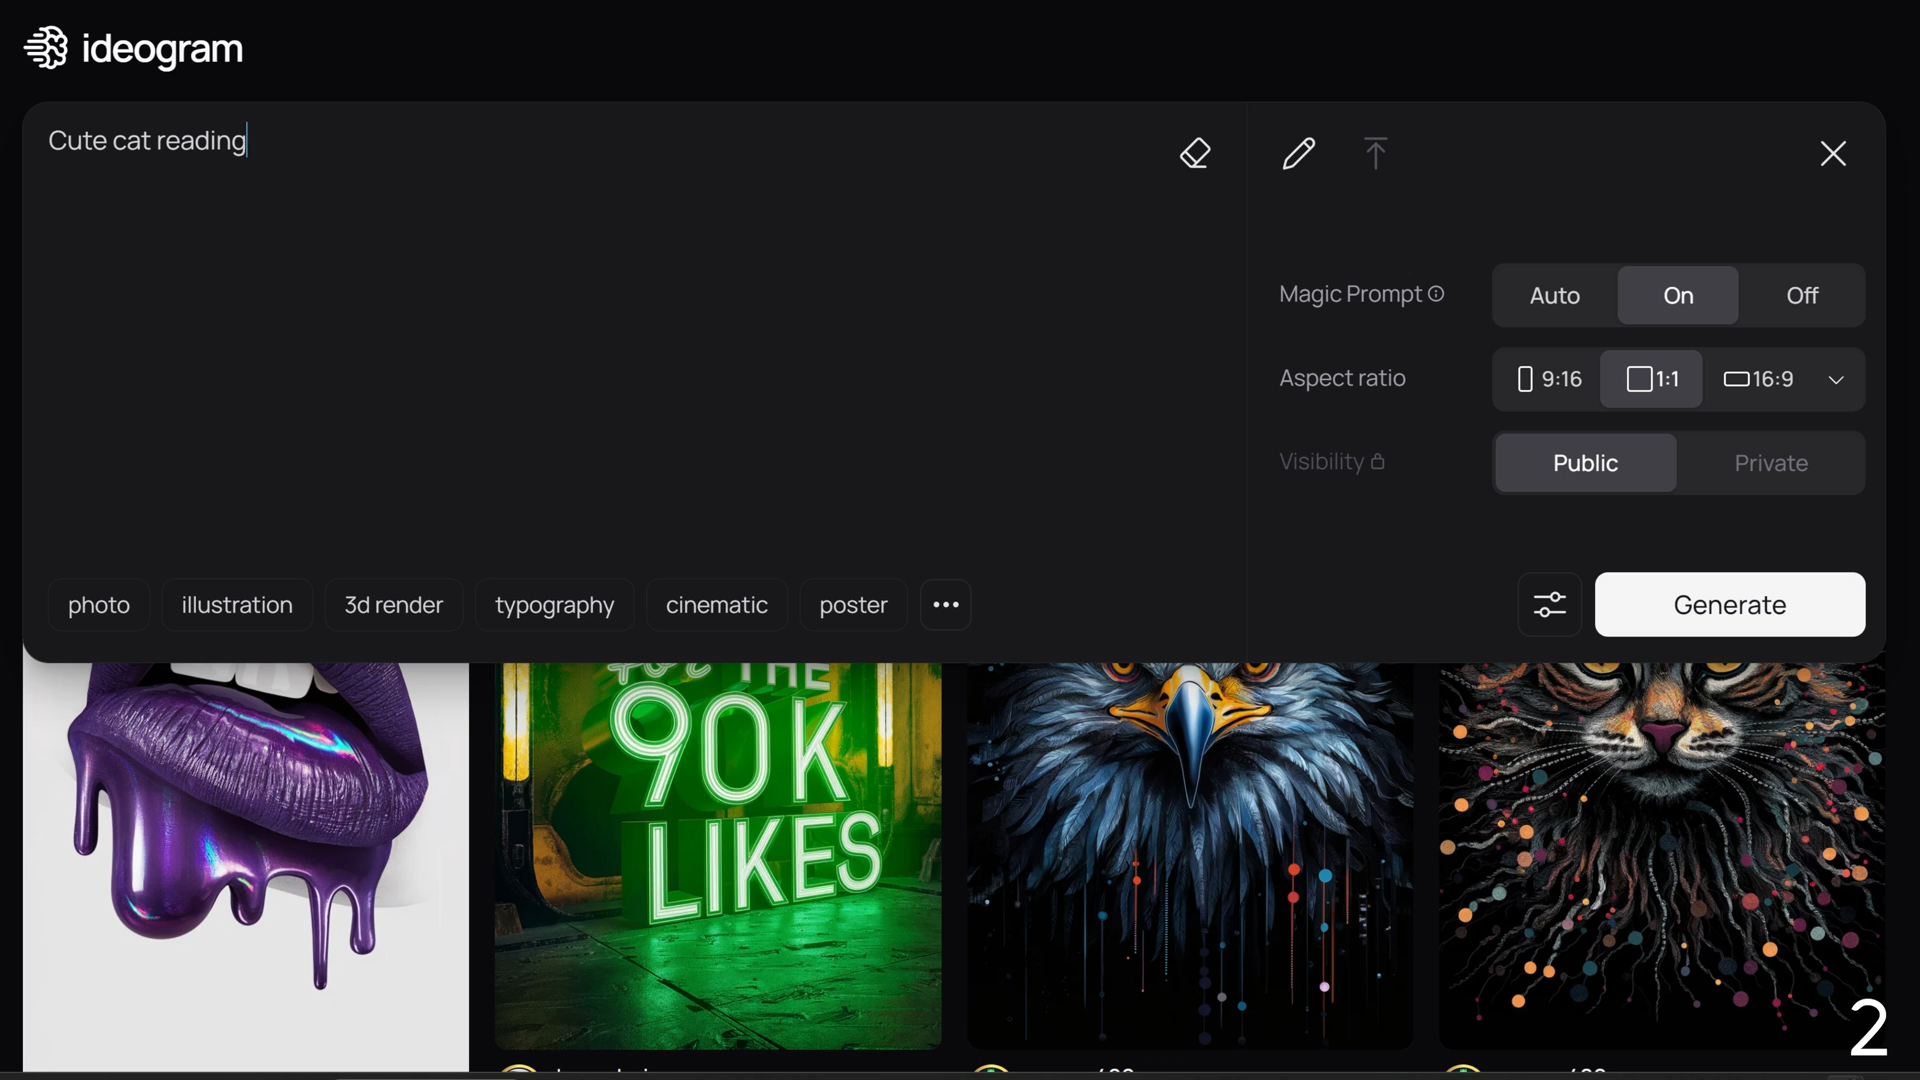 ideogram
Cute cat reading
Magic Prompt
Auto
On
Off
Aspect ratio
9:16
1:1
16:9
Visibility
Public
Private
photo
illustration
3d render
typography
cinematic
poster
Generate
THE
90K
LIKES
2